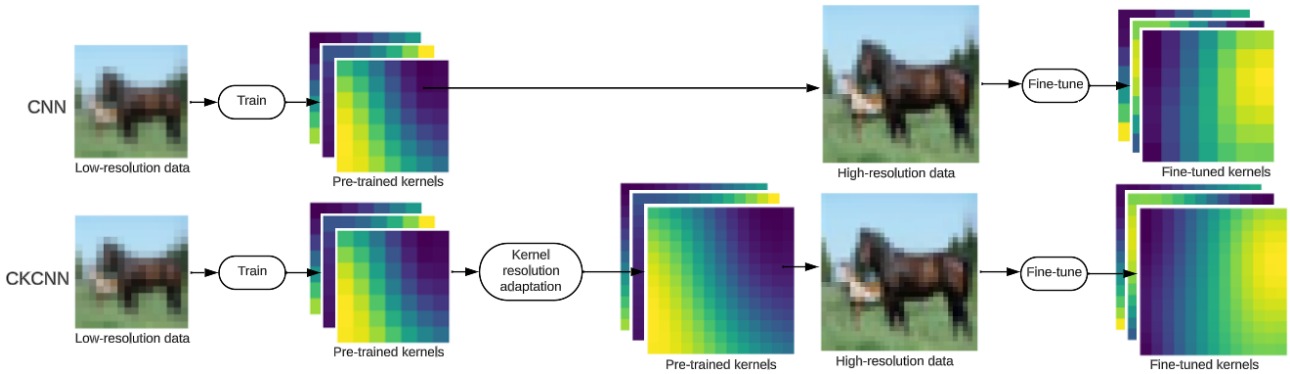 CNN
Train
Fine-tune
Low-resolution data
Pre-trained kernels
High-resolution data
Fine-tuned kernels
CKCNN
Train
Kernel
resolution
adaptation
Fine-tune
Low-resolution data
Pre-trained kernels
Pre-trained kernels
High-resolution data
Fine-tuned kernels